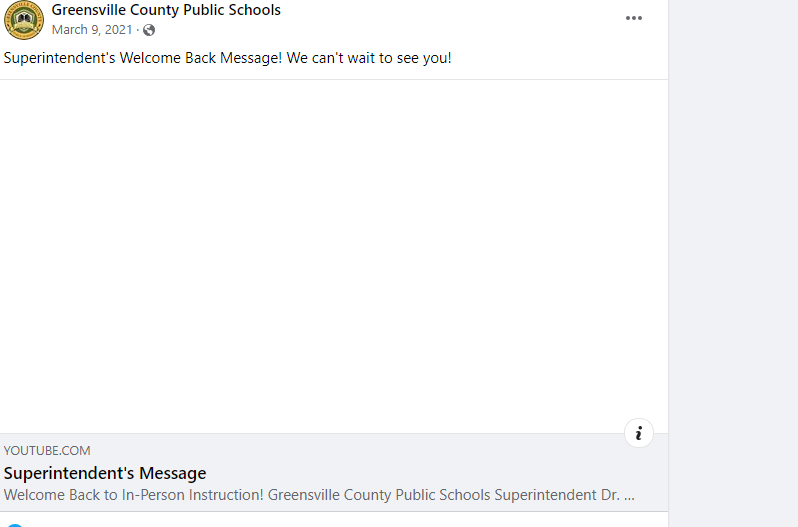 Greensville County Public Schools
March 9, 2021 ·
Superintendent's Welcome Back Message! We can't wait to see you!
i
YOUTUBE.COM
Superintendent's Message
Welcome Back to In-Person Instruction! Greensville County Public Schools Superintendent Dr. ...